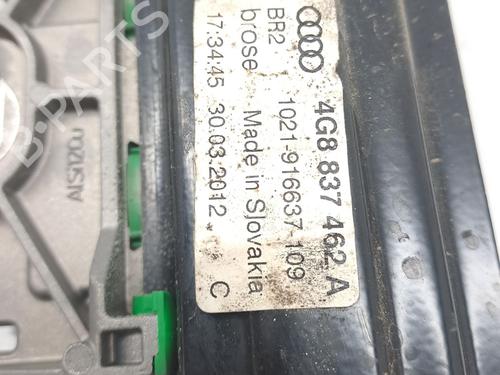 4G8 837 462 A
BR2 1021-916637-109
brose Made in Slovakia
17:34:45 30.03.2012 C
B-PARTS